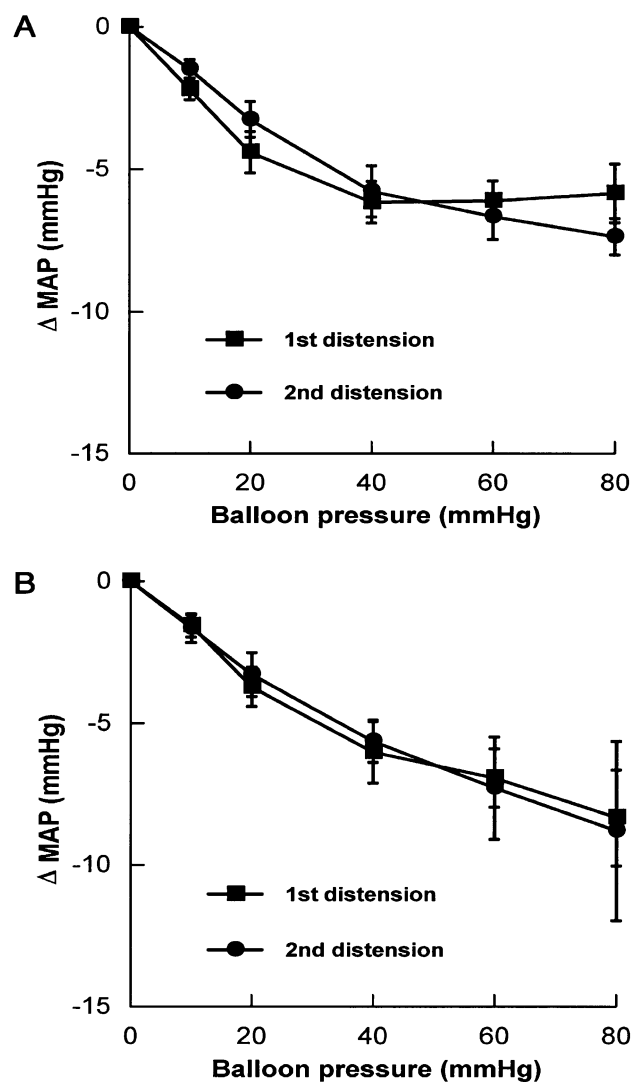 A
0
-5
-10
-15
Δ MAP (mmHg)
1st distension
2nd distension
0 20 40 60 80
Balloon pressure (mmHg)
B
0
-5
-10
-15
Δ MAP (mmHg)
1st distension
2nd distension
0 20 40 60 80
Balloon pressure (mmHg)